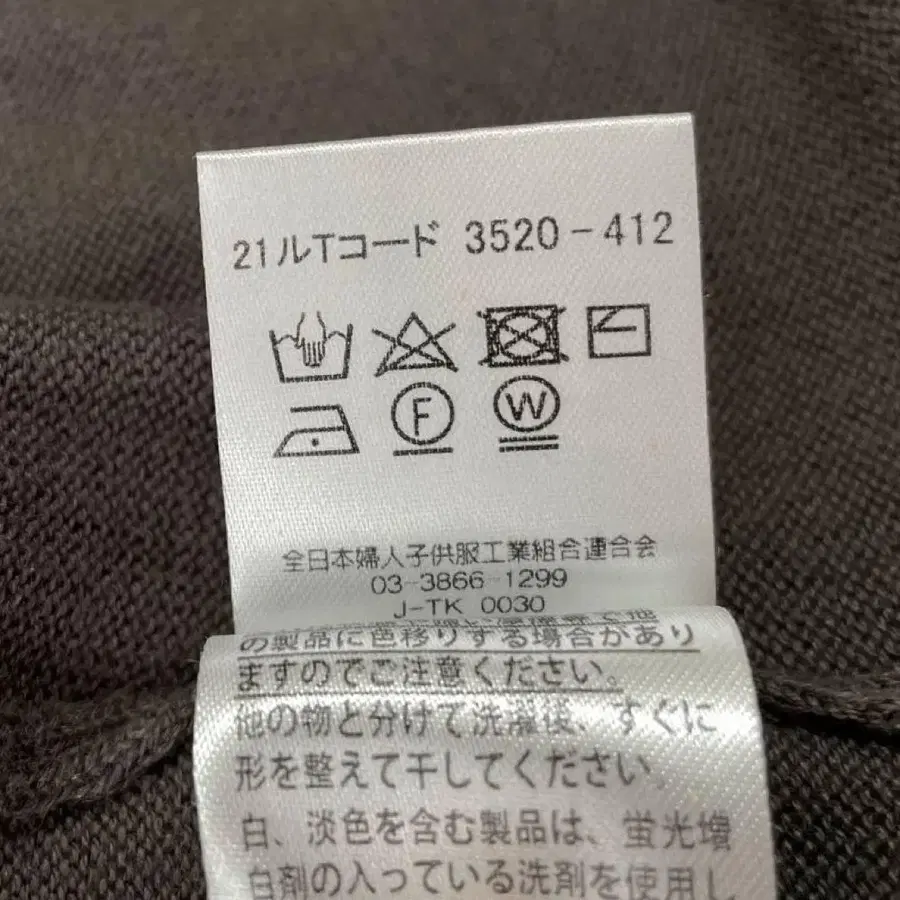 21ルTコード 3520-412
F W
全日本婦人子供服工業組合連合会
03-3866-1299
J-TK 0030
の製品に色移りする場合があり
ますのでご注意ください。
他の物と分けて洗濯後、すぐに
形を整えて干してください。
白、淡色を含む製品は、蛍光増
白剤の入っている洗剤を使用し